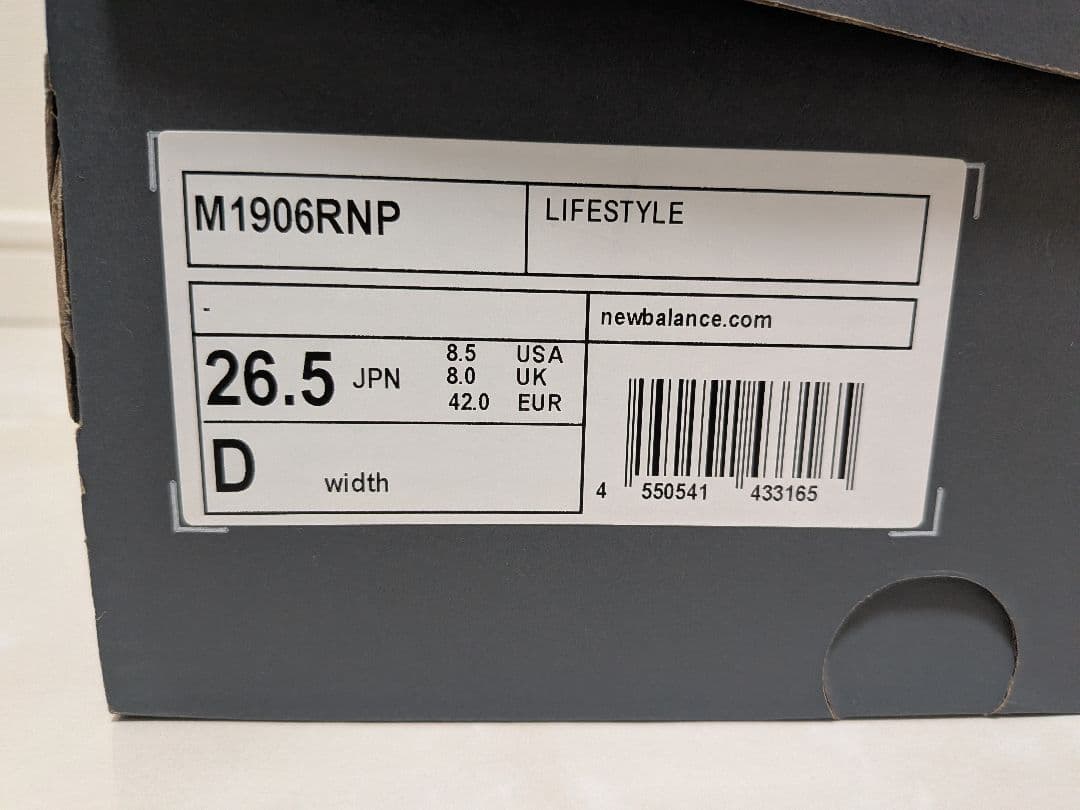 M1906RNP
LIFESTYLE
-
newbalance.com
26.5 JPN
8.5 USA
8.0 UK
42.0 EUR
D width
4 550541 433165